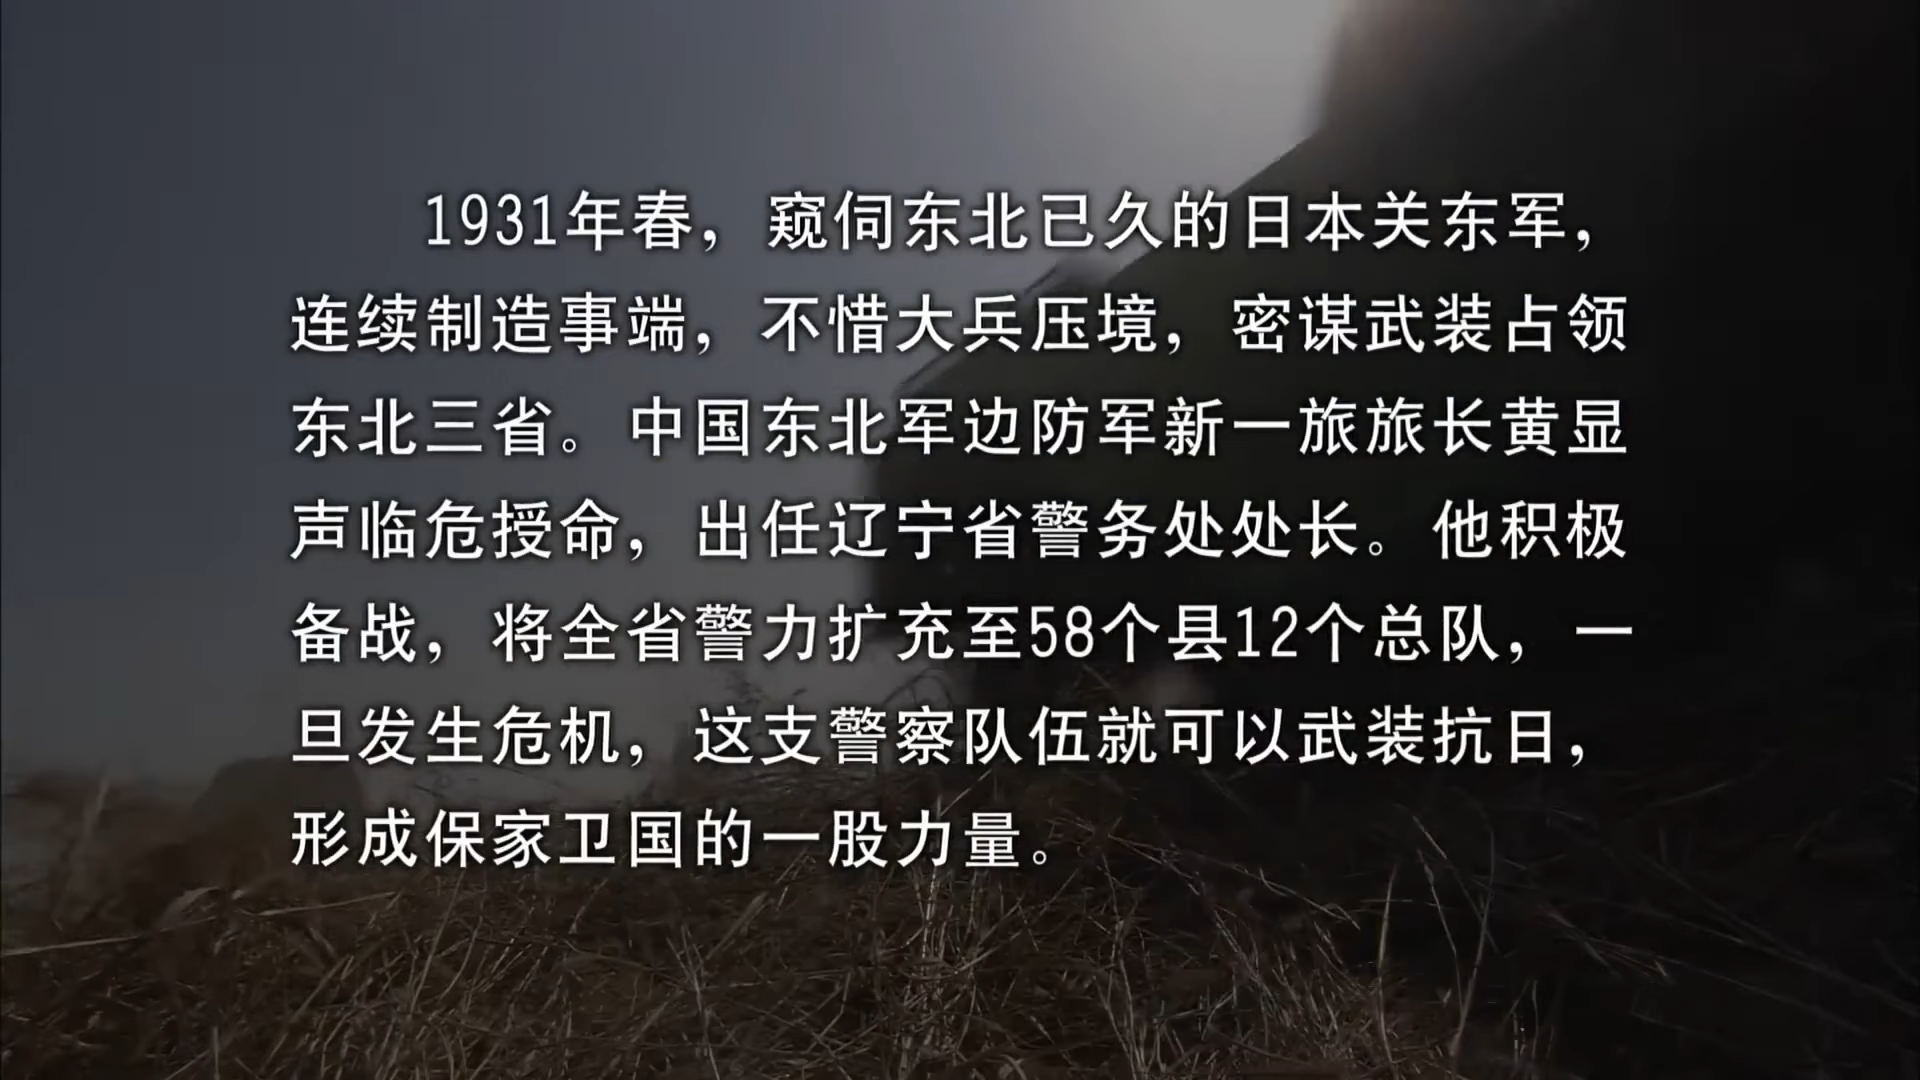 1931年春，窥伺东北已久的日本关东军，
连续制造事端，不惜大兵压境，密谋武装占领
东北三省。中国东北军边防军新一旅旅长黄显
声临危授命，出任辽宁省警务处处长。他积极
备战，将全省警力扩充至58个县12个总队，一
旦发生危机，这支警察队伍就可以武装抗日，
形成保家卫国的一股力量。